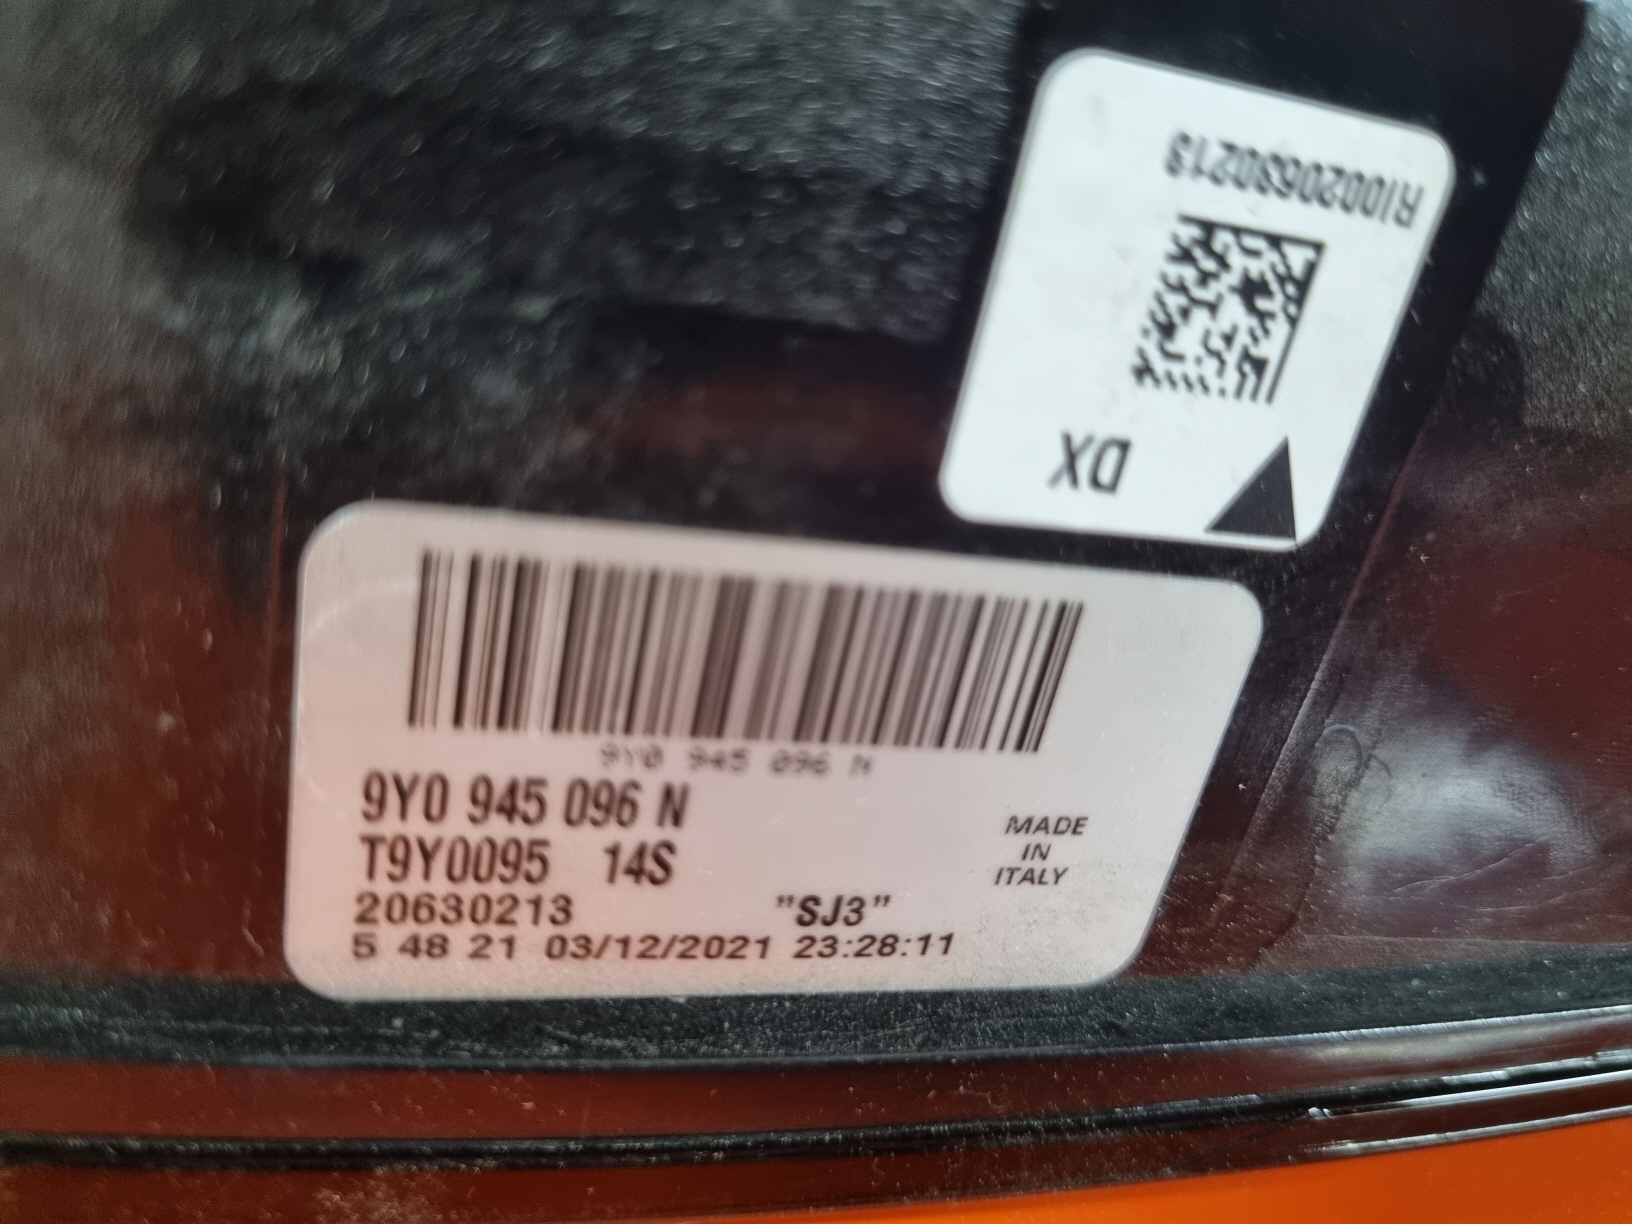 RI0020630213
DX
9Y0 945 096 N
9Y0 945 096 N
T9Y0095 14S
20630213 "SJ3"
5 48 21 03/12/2021 23:28:11
MADE
IN
ITALY